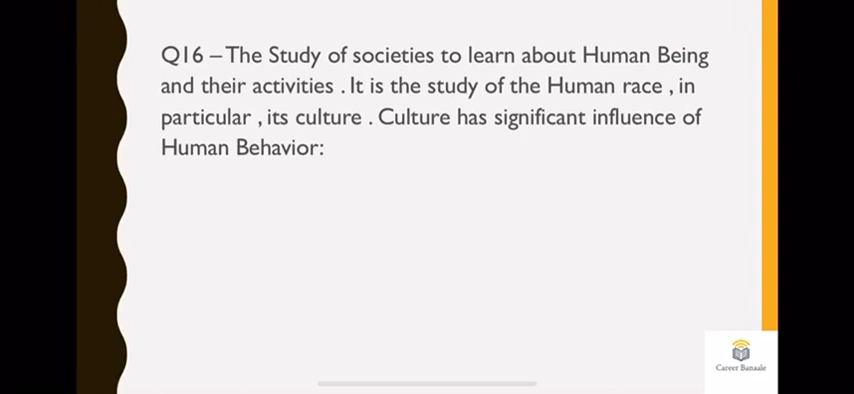 Q16 – The Study of societies to learn about Human Being
and their activities . It is the study of the Human race , in
particular , its culture . Culture has significant influence of
Human Behavior:
Career Banaale